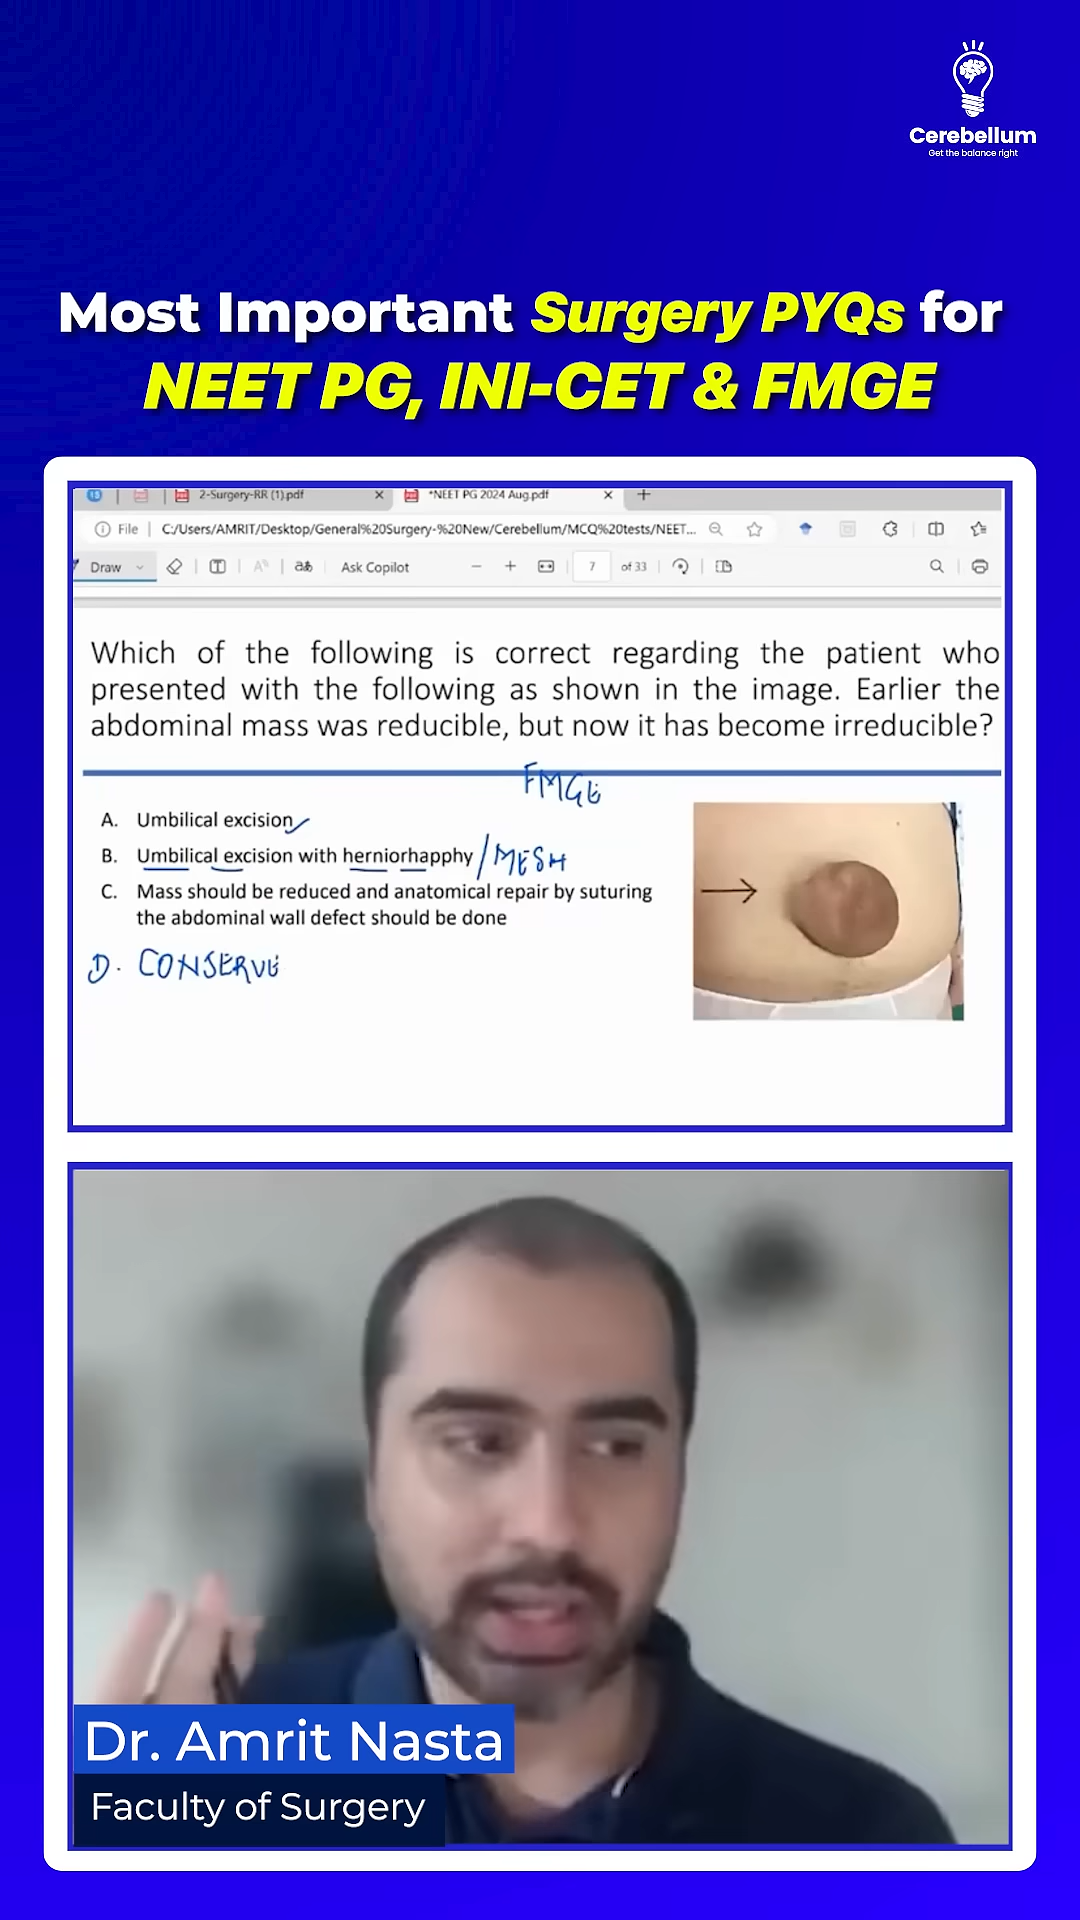 Cerebellum
Get the balance right
Most Important Surgery PYQs for
NEET PG, INI-CET & FMGE
2-Surgery-RR (1).pdf
*NEET PG 2024 Aug.pdf
File
C:/Users/AMRIT/Desktop/General%20Surgery-%20New/Cerebellum/MCQ%20tests/NEET...
Draw
aあ
Ask Copilot
7
of 33
Which of the following is correct regarding the patient who
presented with the following as shown in the image. Earlier the
abdominal mass was reducible, but now it has become irreducible?
FMGE
A. Umbilical excision
B. Umbilical excision with herniorhapphy / MESH
C. Mass should be reduced and anatomical repair by suturing
the abdominal wall defect should be done
D. CONSERVE
Dr. Amrit Nasta
Faculty of Surgery